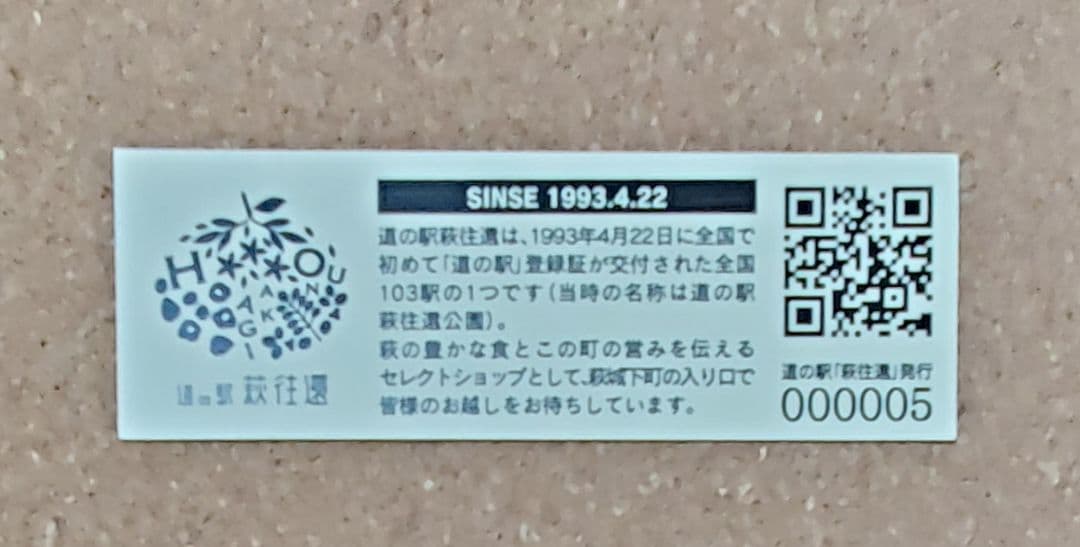 HAGI OUKAN
道の駅 萩往還
SINSE 1993.4.22
道の駅萩往還は、1993年4月22日に全国で
初めて「道の駅」登録証が交付された全国
103駅の1つです(当時の名称は道の駅
萩往還公園)。
萩の豊かな食とこの町の営みを伝える
セレクトショップとして、萩城下町の入り口で
皆様のお越しをお待ちしています。
道の駅「萩往還」発行
000005